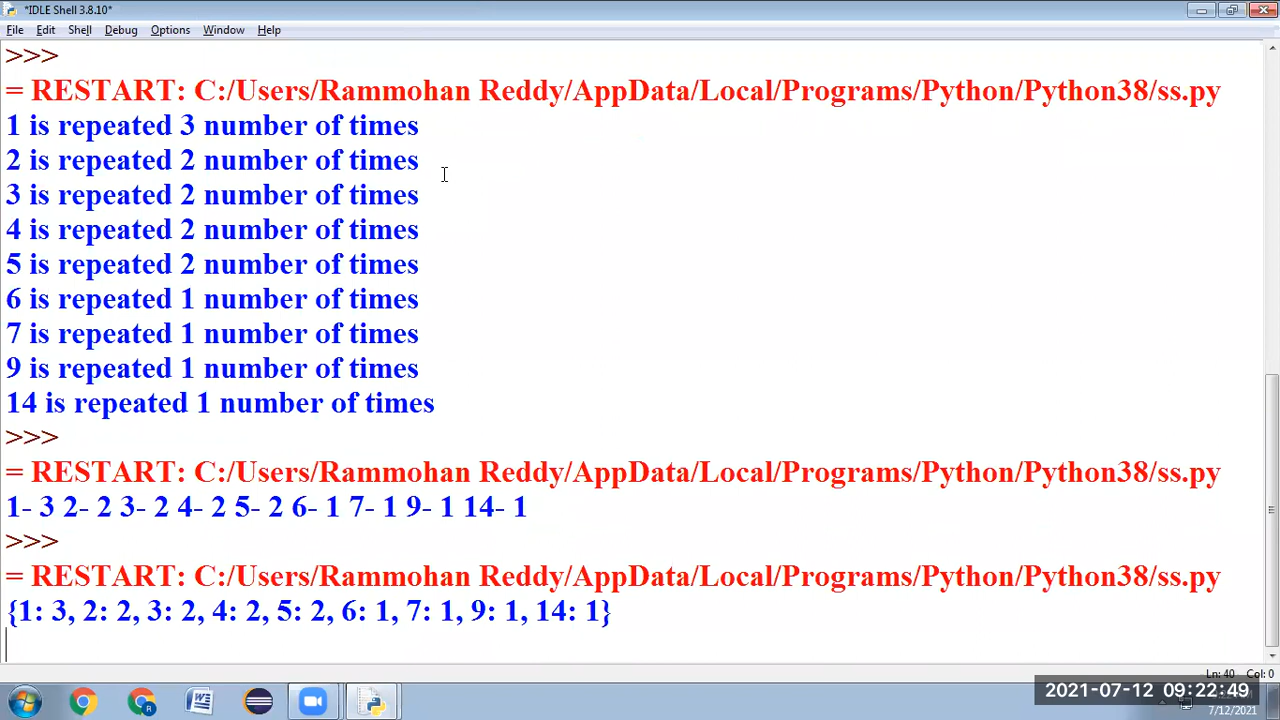 *IDLE Shell 3.8.10*
File Edit Shell Debug Options Window Help
>>>
= RESTART: C:/Users/Rammohan Reddy/AppData/Local/Programs/Python/Python38/ss.py
1 is repeated 3 number of times
2 is repeated 2 number of times
3 is repeated 2 number of times
4 is repeated 2 number of times
5 is repeated 2 number of times
6 is repeated 1 number of times
7 is repeated 1 number of times
9 is repeated 1 number of times
14 is repeated 1 number of times
>>>
= RESTART: C:/Users/Rammohan Reddy/AppData/Local/Programs/Python/Python38/ss.py
1- 3 2- 2 3- 2 4- 2 5- 2 6- 1 7- 1 9- 1 14- 1
>>>
= RESTART: C:/Users/Rammohan Reddy/AppData/Local/Programs/Python/Python38/ss.py
{1: 3, 2: 2, 3: 2, 4: 2, 5: 2, 6: 1, 7: 1, 9: 1, 14: 1}
Ln: 40 Col: 0
2021-07-12 09:22:49
7/12/2021